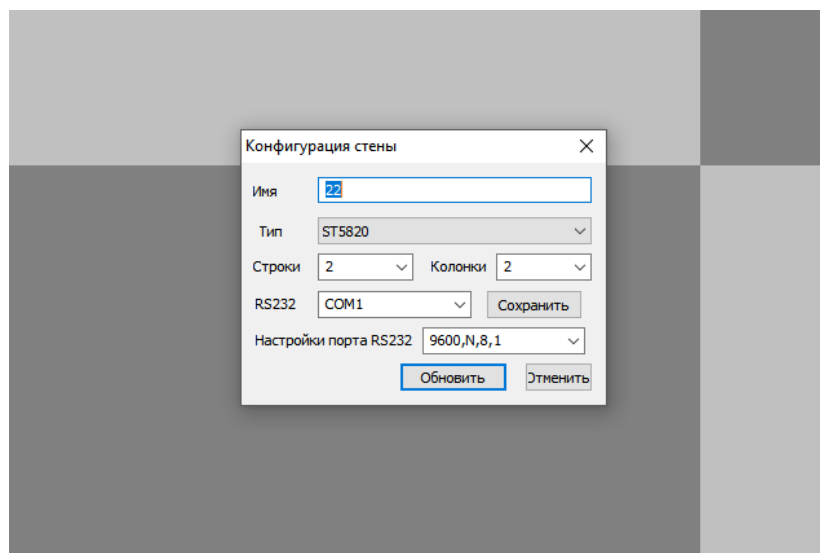 Конфигурация стены
Имя 22
Тип ST5820
Строки 2 Колонки 2
RS232 COM1 Сохранить
Настройки порта RS232 9600,N,8,1
Обновить Отменить